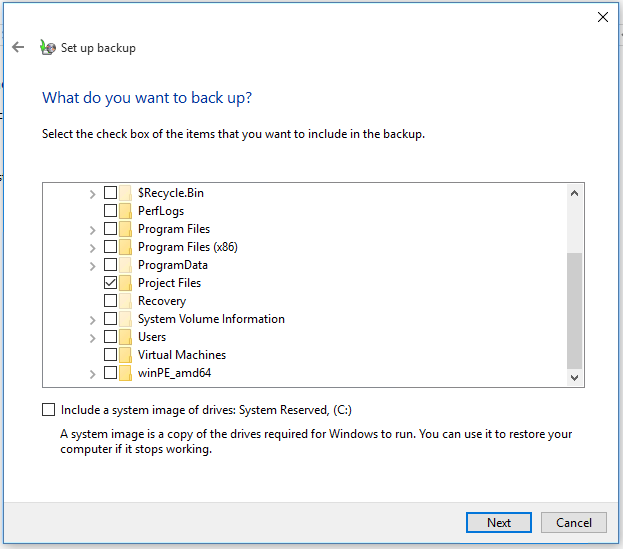 Set up backup
What do you want to back up?
Select the check box of the items that you want to include in the backup.
$Recycle.Bin
PerfLogs
Program Files
Program Files (x86)
ProgramData
Project Files
Recovery
System Volume Information
Users
Virtual Machines
winPE_amd64
Include a system image of drives: System Reserved, (C:)
A system image is a copy of the drives required for Windows to run. You can use it to restore your
computer if it stops working.
Next
Cancel